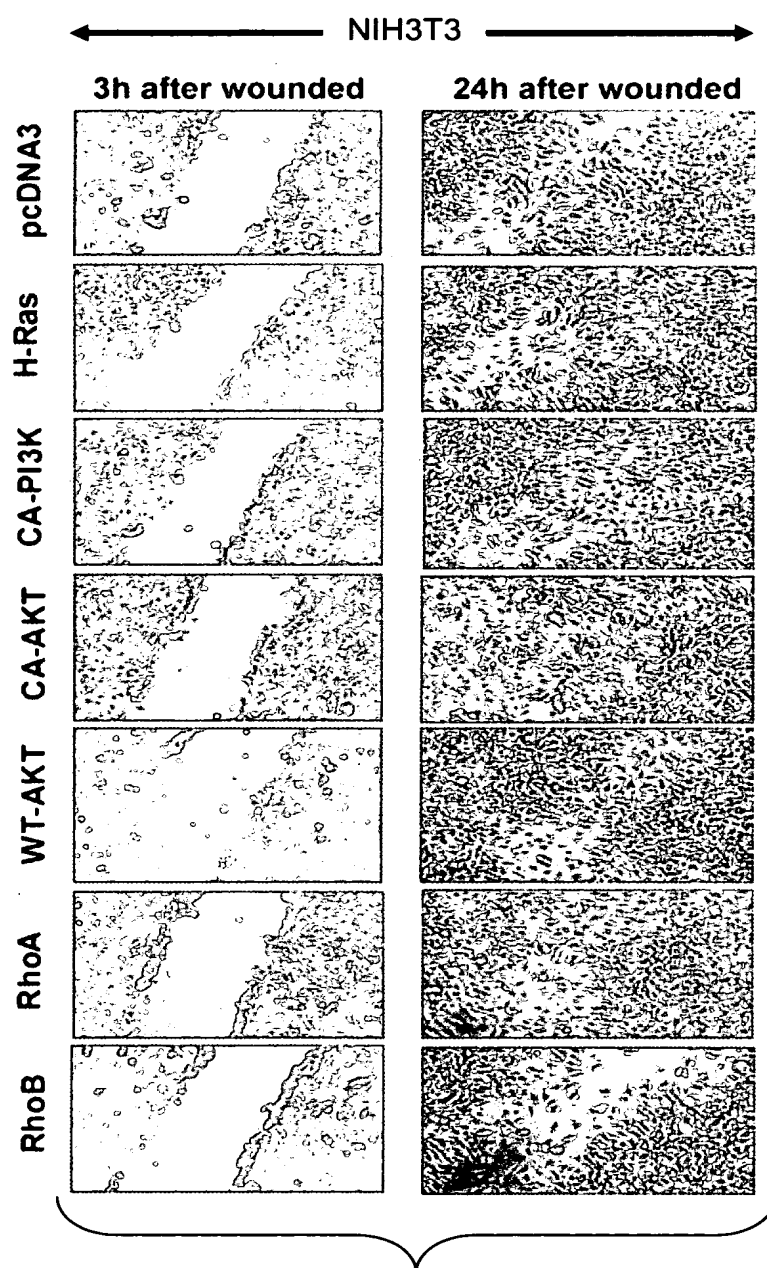 NIH3T3
3h after wounded
24h after wounded
pcDNA3
H-Ras
CA-PI3K
CA-AKT
WT-AKT
RhoA
RhoB